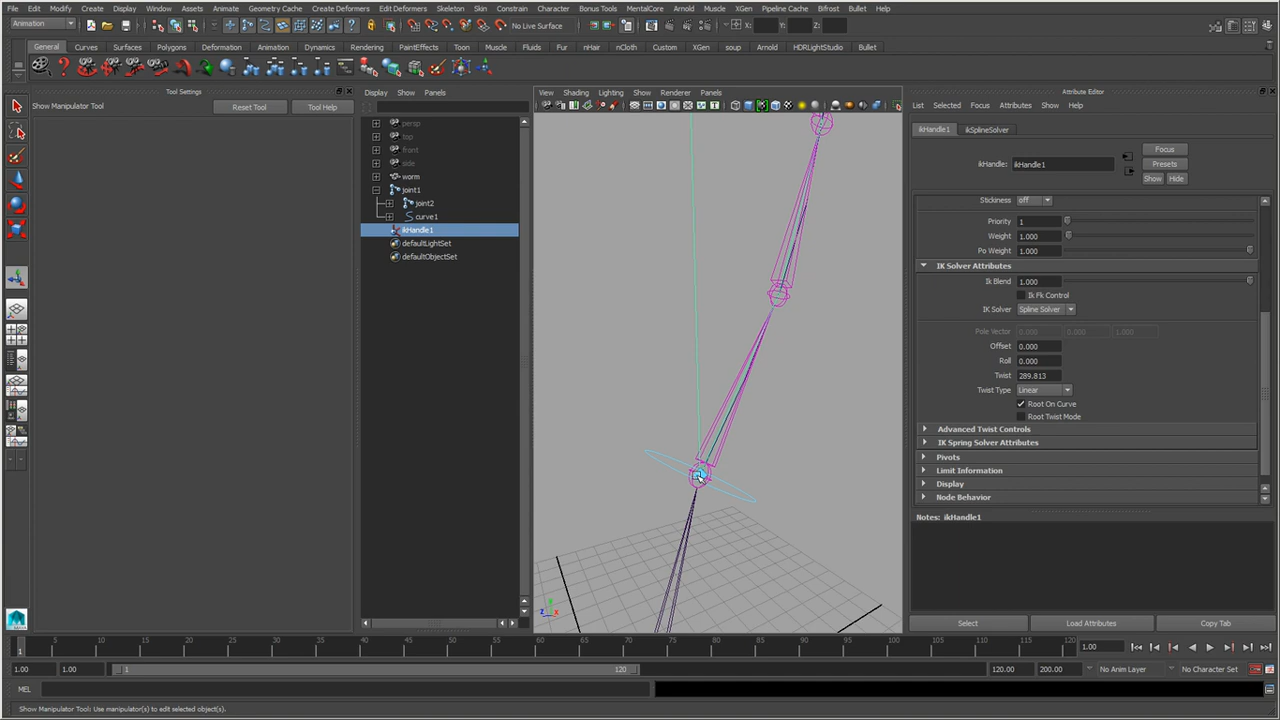 File Edit Modify Create Display Window Assets Animate Geometry Cache Create Deformers Edit Deformers Skeleton Skin Constrain Character Bonus Tools MentalCore Arnold Muscle XGen Pipeline Cache Bifrost Bullet Help
Animation No Live Surface X: Y: Z:
General Curves Surfaces Polygons Deformation Animation Dynamics Rendering PaintEffects Toon Muscle Fluids Fur nHair nCloth Custom XGen soup Arnold HDRLightStudio Bullet
Tool Settings
Show Manipulator Tool Reset Tool Tool Help
Display Show Panels
persp
top
front
side
worm
joint1
joint2
curve1
ikHandle1
defaultLightSet
defaultObjectSet
View Shading Lighting Show Renderer Panels
Attribute Editor
List Selected Focus Attributes Show Help
ikHandle1 ikSplineSolver
ikHandle: ikHandle1
Focus
Presets
Show Hide
Stickiness off
Priority 1
Weight 1.000
Po Weight 1.000
IK Solver Attributes
Ik Blend 1.000
Ik Fk Control
IK Solver Spline Solver
Pole Vector 0.000 0.000 1.000
Offset 0.000
Roll 0.000
Twist 289.813
Twist Type Linear
Root On Curve
Root Twist Mode
Advanced Twist Controls
IK Spring Solver Attributes
Pivots
Limit Information
Display
Node Behavior
Notes: ikHandle1
Select Load Attributes Copy Tab
1 5 10 15 20 25 30 35 40 45 50 55 60 65 70 75 80 85 90 95 100 105 110 115 120 1.00
1.00 1.00 1 120 120.00 200.00 No Anim Layer No Character Set
MEL
Show Manipulator Tool: Use manipulator(s) to edit selected object(s).